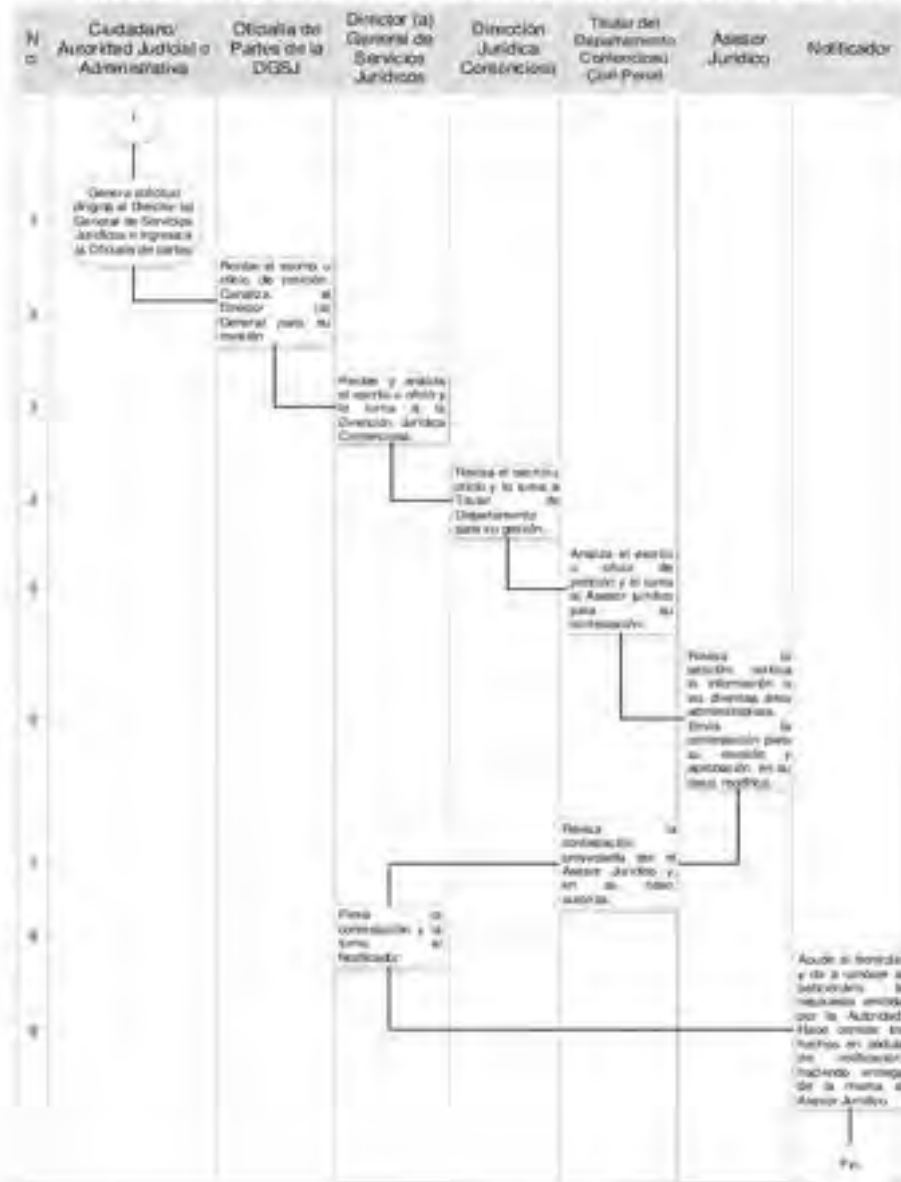 No
Ciudadano/
Autoridad Judicial o
Administrativa
Oficialía de
Partes de la
DGSJ
Director (a)
General de
Servicios
Jurídicos
Dirección
Jurídica
Contenciosa
Titular del
Departamento
Contencioso
Civil-Penal
Asesor
Jurídico
Notificador
1
Genera solicitud
dirigida al Director (a)
General de Servicios
Jurídicos e ingresa a
la Oficialía de partes
2
Recibe el escrito u
oficio de petición.
Canaliza al
Director (a)
General para su
revisión
3
Recibe y analiza
el escrito u oficio y
lo turna a la
Dirección Jurídica
Contenciosa.
4
Revisa el escrito u
oficio y lo turna al
Titular de
Departamento
para su gestión.
5
Analiza el escrito
u oficio de
petición y lo turna
al Asesor jurídico
para su
contestación.
6
Revisa la
petición, solicita
la información a
las diversas áreas
administrativas.
Envía la
contestación para
su revisión y
aprobación, en su
caso, modifica.
7
Revisa la
contestación
por el
Asesor Jurídico y,
en su caso,
autoriza.
8
Firma la
contestación y la
turna al
Notificador
9
Acude al domicilio
y da a conocer al
peticionario la
respuesta emitida
por la Autoridad.
Hace constar los
hechos en cédula
de notificación,
haciendo entrega
de la misma al
Asesor Jurídico.
Fin